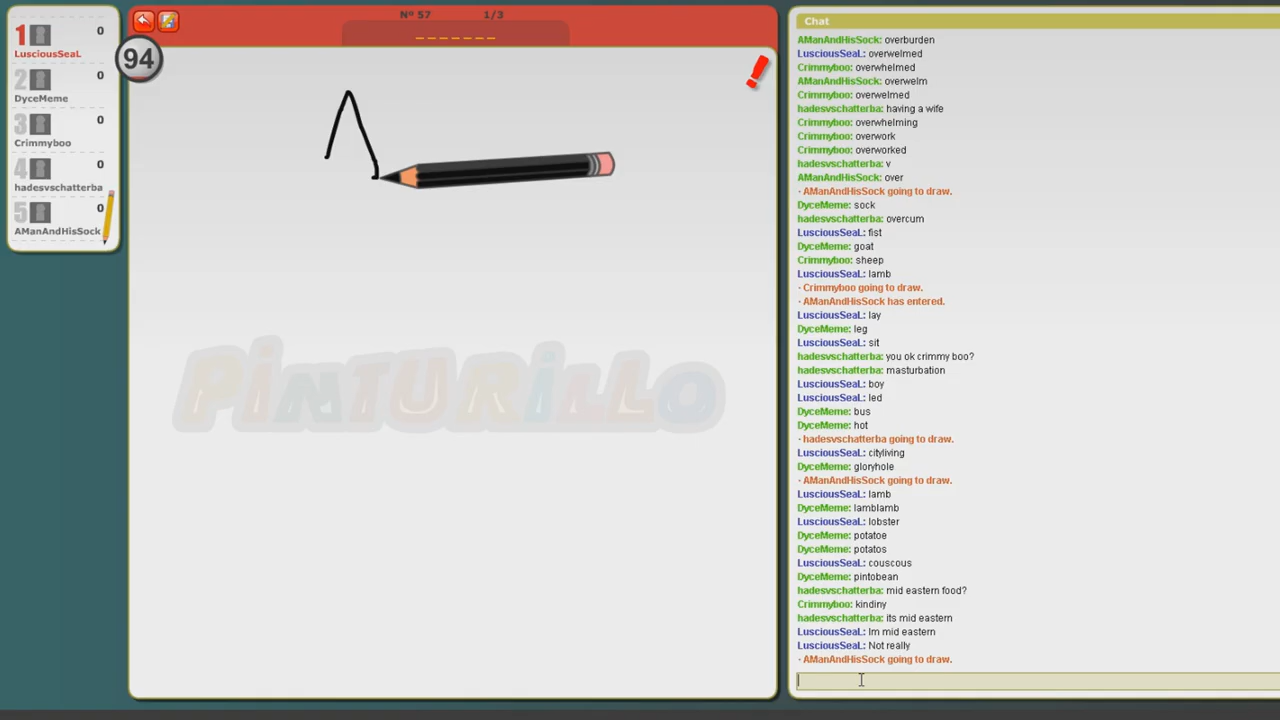 1
0
LusciousSeaL
2
0
DyceMeme
3
0
Crimmyboo
4
0
hadesvschatterba
5
0
AManAndHisSock
94
Nº 57
1/3
_ _ _ _ _ _ _
PINTURILLO
Chat
AManAndHisSock: overburden
LusciousSeaL: overwelmed
Crimmyboo: overwhelmed
AManAndHisSock: overwelm
Crimmyboo: overwelmed
hadesvschatterba: having a wife
Crimmyboo: overwhelming
Crimmyboo: overwork
Crimmyboo: overworked
hadesvschatterba: v
AManAndHisSock: over
· AManAndHisSock going to draw.
DyceMeme: sock
hadesvschatterba: overcum
LusciousSeaL: fist
DyceMeme: goat
Crimmyboo: sheep
LusciousSeaL: lamb
· Crimmyboo going to draw.
· AManAndHisSock has entered.
LusciousSeaL: lay
DyceMeme: leg
LusciousSeaL: sit
hadesvschatterba: you ok crimmy boo?
hadesvschatterba: masturbation
LusciousSeaL: boy
LusciousSeaL: led
DyceMeme: bus
DyceMeme: hot
· hadesvschatterba going to draw.
LusciousSeaL: cityliving
DyceMeme: gloryhole
· AManAndHisSock going to draw.
LusciousSeaL: lamb
DyceMeme: lamblamb
LusciousSeaL: lobster
DyceMeme: potatoe
DyceMeme: potatos
LusciousSeaL: couscous
DyceMeme: pintobean
hadesvschatterba: mid eastern food?
Crimmyboo: kindiny
hadesvschatterba: its mid eastern
LusciousSeaL: Im mid eastern
LusciousSeaL: Not really
· AManAndHisSock going to draw.